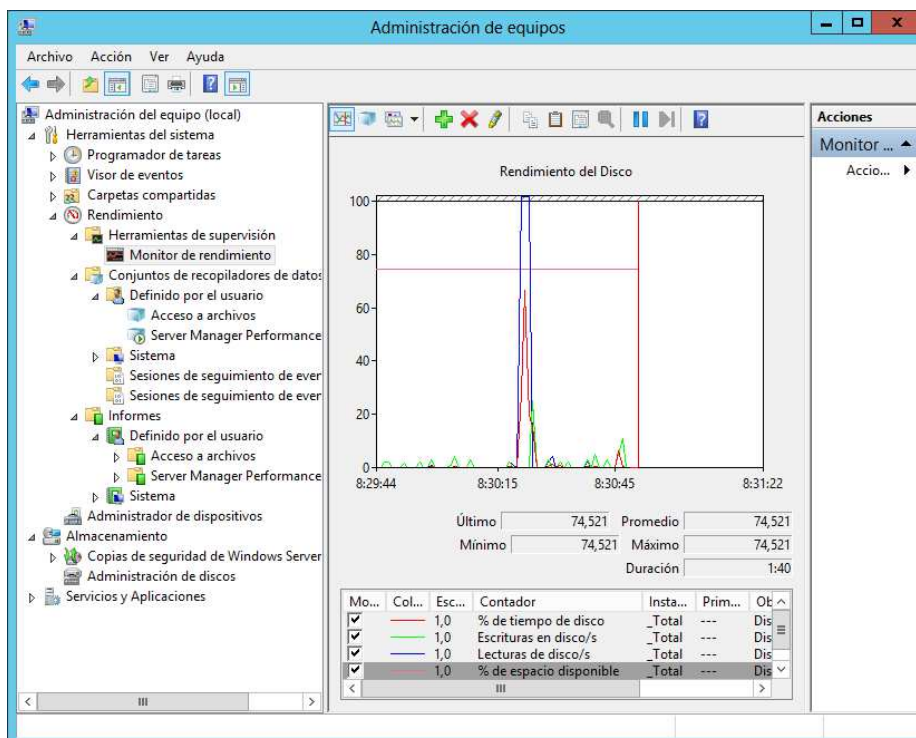 Administración de equipos
Archivo Acción Ver Ayuda
Administración del equipo (local)
Herramientas del sistema
Programador de tareas
Visor de eventos
Carpetas compartidas
Rendimiento
Herramientas de supervisión
Monitor de rendimiento
Conjuntos de recopiladores de datos
Definido por el usuario
Acceso a archivos
Server Manager Performance
Sistema
Sesiones de seguimiento de ever
Sesiones de seguimiento de ever
Informes
Definido por el usuario
Acceso a archivos
Server Manager Performance
Sistema
Administrador de dispositivos
Almacenamiento
Copias de seguridad de Windows Server
Administración de discos
Servicios y Aplicaciones
Rendimiento del Disco
100
80
60
40
20
0
8:29:44 8:30:15 8:30:45 8:31:22
Último 74,521 Promedio 74,521
Mínimo 74,521 Máximo 74,521
Duración 1:40
Mo... Col... Esc... Contador Insta... Prim... Ob
1,0 % de tiempo de disco _Total --- Dis
1,0 Escrituras en disco/s _Total --- Dis
1,0 Lecturas de disco/s _Total --- Dis
1,0 % de espacio disponible _Total --- Dis
Acciones
Monitor ...
Accio...